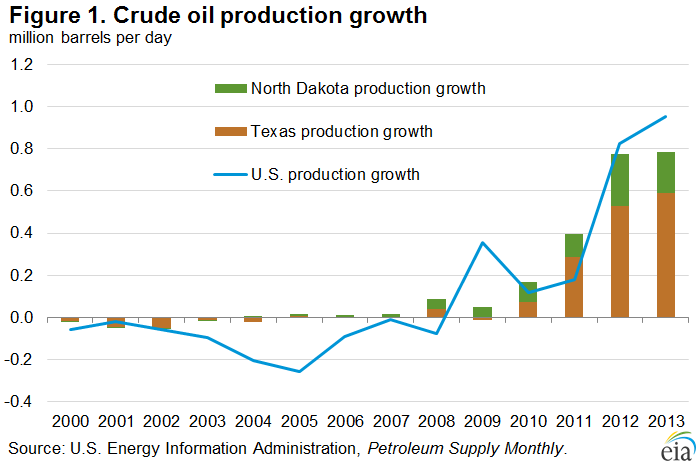 Figure 1. Crude oil production growth
million barrels per day
1.2
North Dakota production growth
1.0
Texas production growth
0.8
U.S. production growth
0.6
0.4
0.2
0.0
-0.2
-0.4
2000 2001 2002 2003 2004 2005 2006 2007 2008 2009 2010 2011 2012 2013
Source: U.S. Energy Information Administration, Petroleum Supply Monthly.
eia